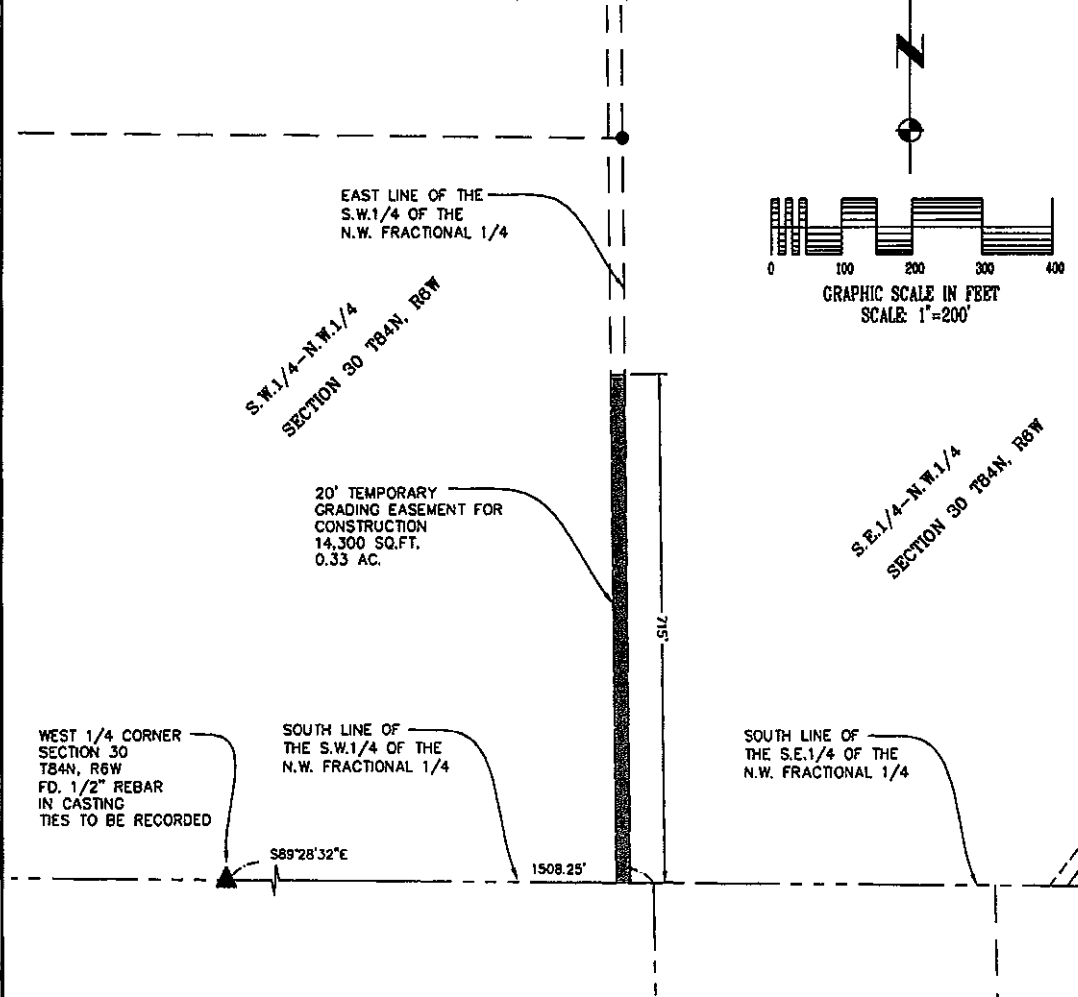 N
EAST LINE OF THE
S.W.1/4 OF THE
N.W. FRACTIONAL 1/4
0 100 200 300 400
GRAPHIC SCALE IN FEET
SCALE: 1"=200'
S.W.1/4-N.W.1/4
SECTION 30 T84N, R6W
20' TEMPORARY
GRADING EASEMENT FOR
CONSTRUCTION
14,300 SQ.FT.
0.33 AC.
S.E.1/4-N.W.1/4
SECTION 30 T84N, R6W
715'
WEST 1/4 CORNER
SECTION 30
T84N, R6W
FD. 1/2" REBAR
IN CASTING
TIES TO BE RECORDED
SOUTH LINE OF
THE S.W.1/4 OF THE
N.W. FRACTIONAL 1/4
SOUTH LINE OF
THE S.E.1/4 OF THE
N.W. FRACTIONAL 1/4
S89°28'32"E
1508.25'